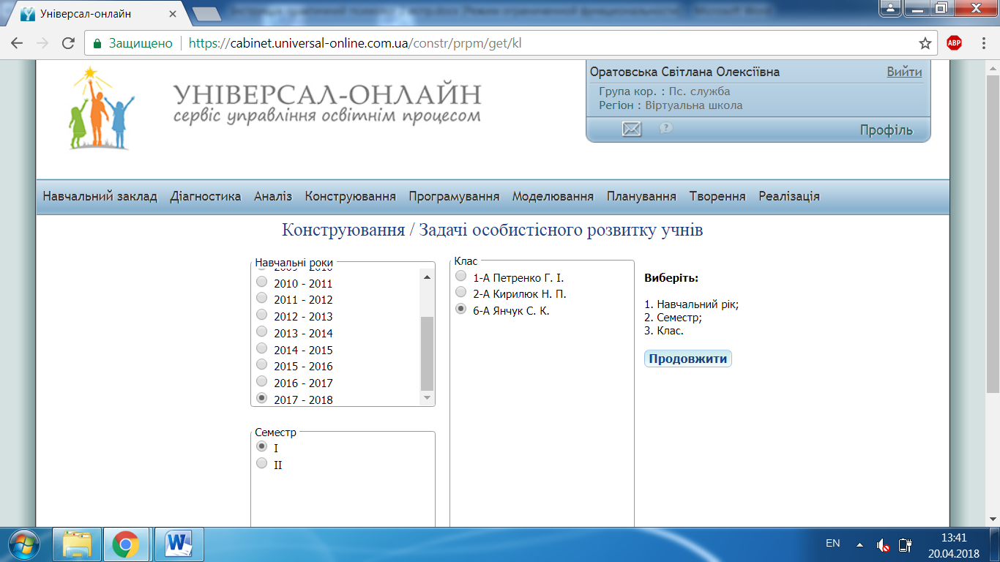 Універсал-онлайн
Защищено
https://cabinet.universal-online.com.ua/constr/prpm/get/kl
ABP
УНІВЕРСАЛ-ОНЛАЙН
сервіс управління освітнім процесом
Оратовська Світлана Олексіївна
Вийти
Група кор. : Пс. служба
Регіон : Віртуальна школа
?
Профіль
Навчальний заклад Діагностика Аналіз Конструювання Програмування Моделювання Планування Творення Реалізація
Конструювання / Задачі особистісного розвитку учнів
Навчальні роки
2009 - 2010
2010 - 2011
2011 - 2012
2012 - 2013
2013 - 2014
2014 - 2015
2015 - 2016
2016 - 2017
2017 - 2018
Семестр
I
II
Клас
1-А Петренко Г. І.
2-А Кирилюк Н. П.
6-А Янчук С. К.
Виберіть:
1. Навчальний рік;
2. Семестр;
3. Клас.
Продовжити
W
EN
13:41
20.04.2018